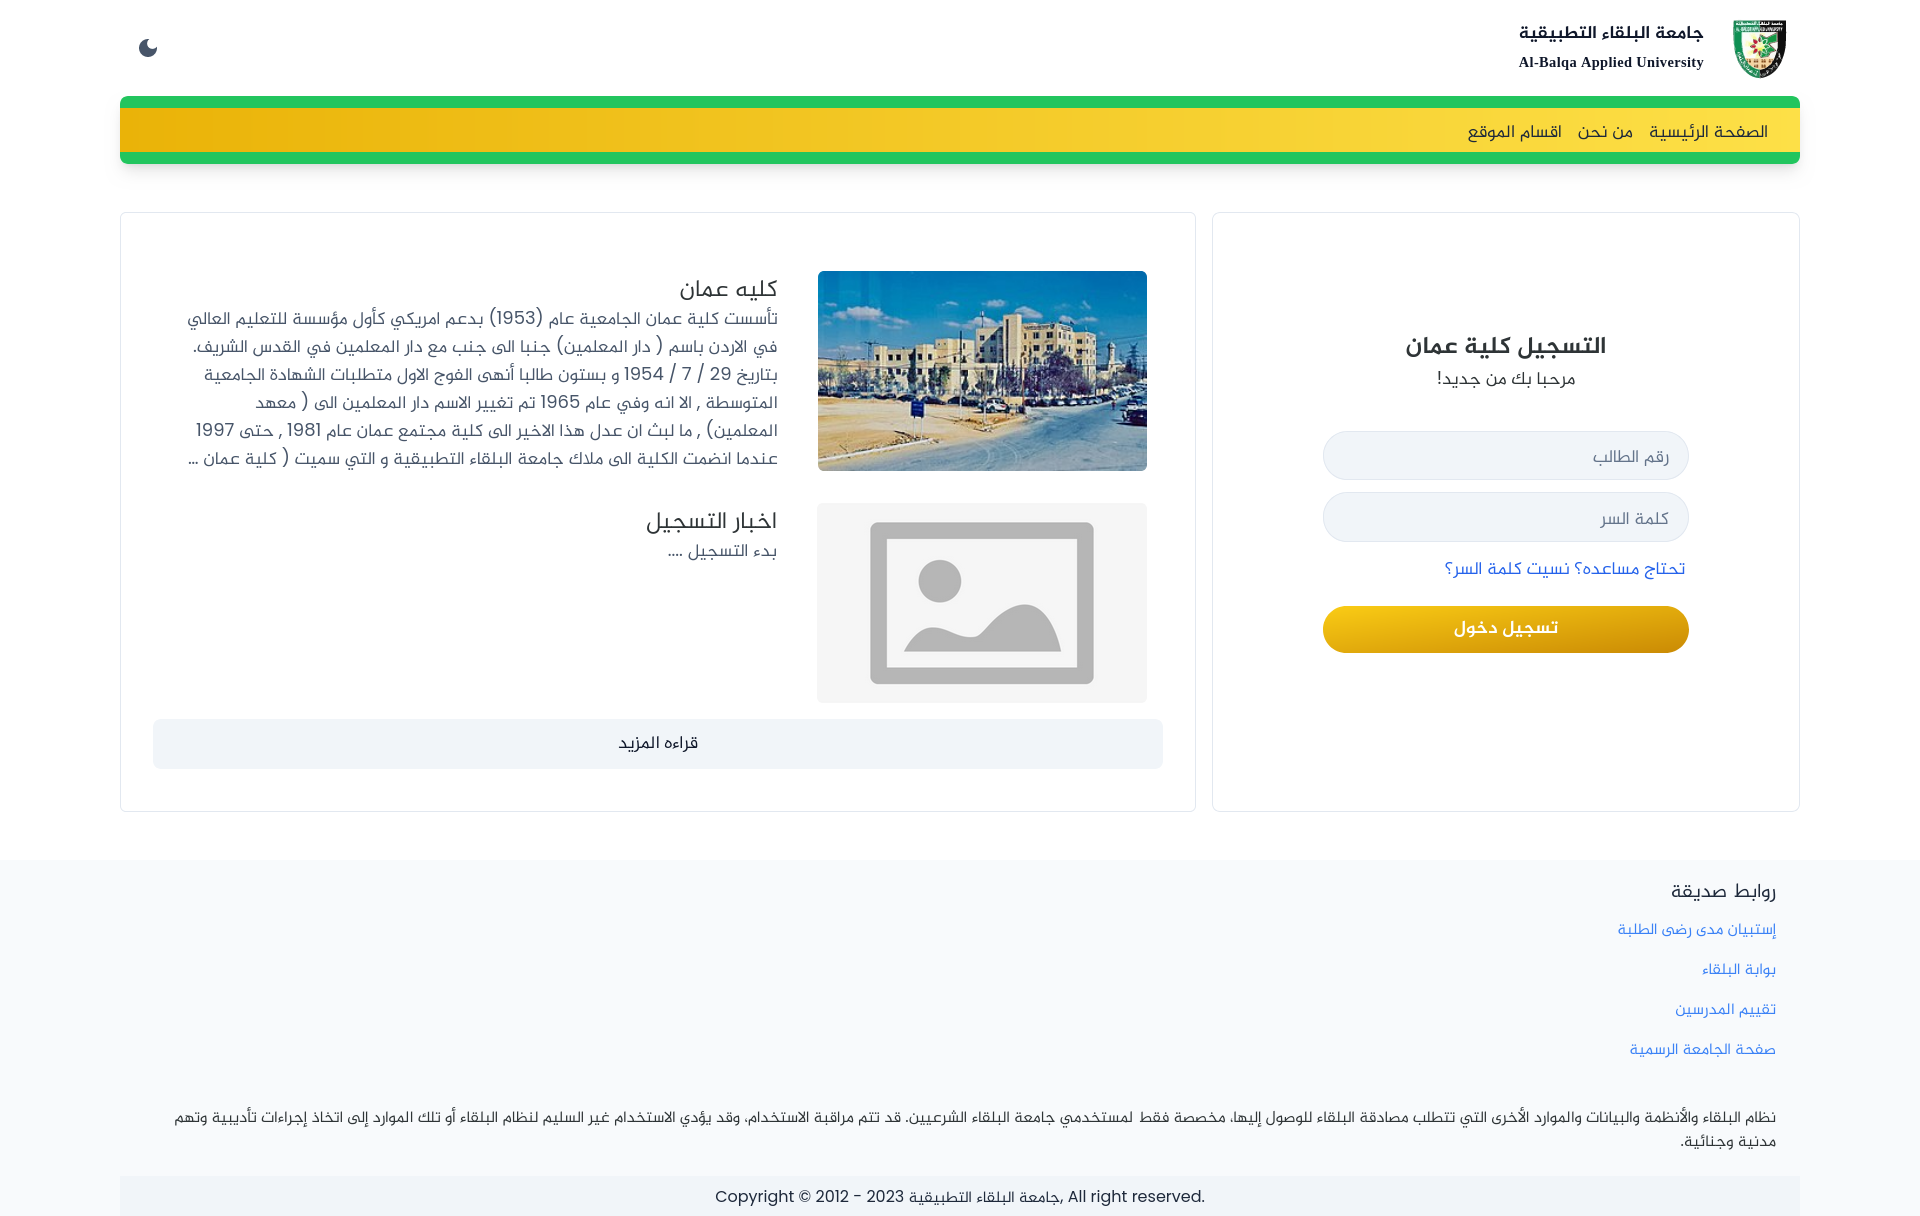 جامعة البلقاء التطبيقية
Al-Balqa Applied University
الصفحة الرئيسية
من نحن
اقسام الموقع
التسجيل كلية عمان
مرحبا بك من جديد!
رقم الطالب
كلمة السر
تحتاج مساعده؟ نسيت كلمة السر؟
تسجيل دخول
كليه عمان
تأسست كلية عمان الجامعية عام (1953) بدعم امريكي كأول مؤسسة للتعليم العالي
في الاردن باسم ( دار المعلمين) جنبا الى جنب مع دار المعلمين في القدس الشريف.
بتاريخ 29 / 7 / 1954 و بستون طالبا أنهى الفوج الاول متطلبات الشهادة الجامعية
المتوسطة , الا انه وفي عام 1965 تم تغيير الاسم دار المعلمين الى ( معهد
المعلمين) , ما لبث ان عدل هذا الاخير الى كلية مجتمع عمان عام 1981 , حتى 1997
عندما انضمت الكلية الى ملاك جامعة البلقاء التطبيقية و التي سميت ( كلية عمان ...
اخبار التسجيل
بدء التسجيل ....
قراءه المزيد
روابط صديقة
إستبيان مدى رضى الطلبة
بوابة البلقاء
تقييم المدرسين
صفحة الجامعة الرسمية
نظام البلقاء والأنظمة والبيانات والموارد الأخرى التي تتطلب مصادقة البلقاء للوصول إليها، مخصصة فقط لمستخدمي جامعة البلقاء الشرعيين. قد تتم مراقبة الاستخدام، وقد يؤدي الاستخدام غير السليم لنظام البلقاء أو تلك الموارد إلى اتخاذ إجراءات تأديبية وتهم
مدنية وجنائية.
Copyright © 2012 - 2023 جامعة البلقاء التطبيقية, All right reserved.